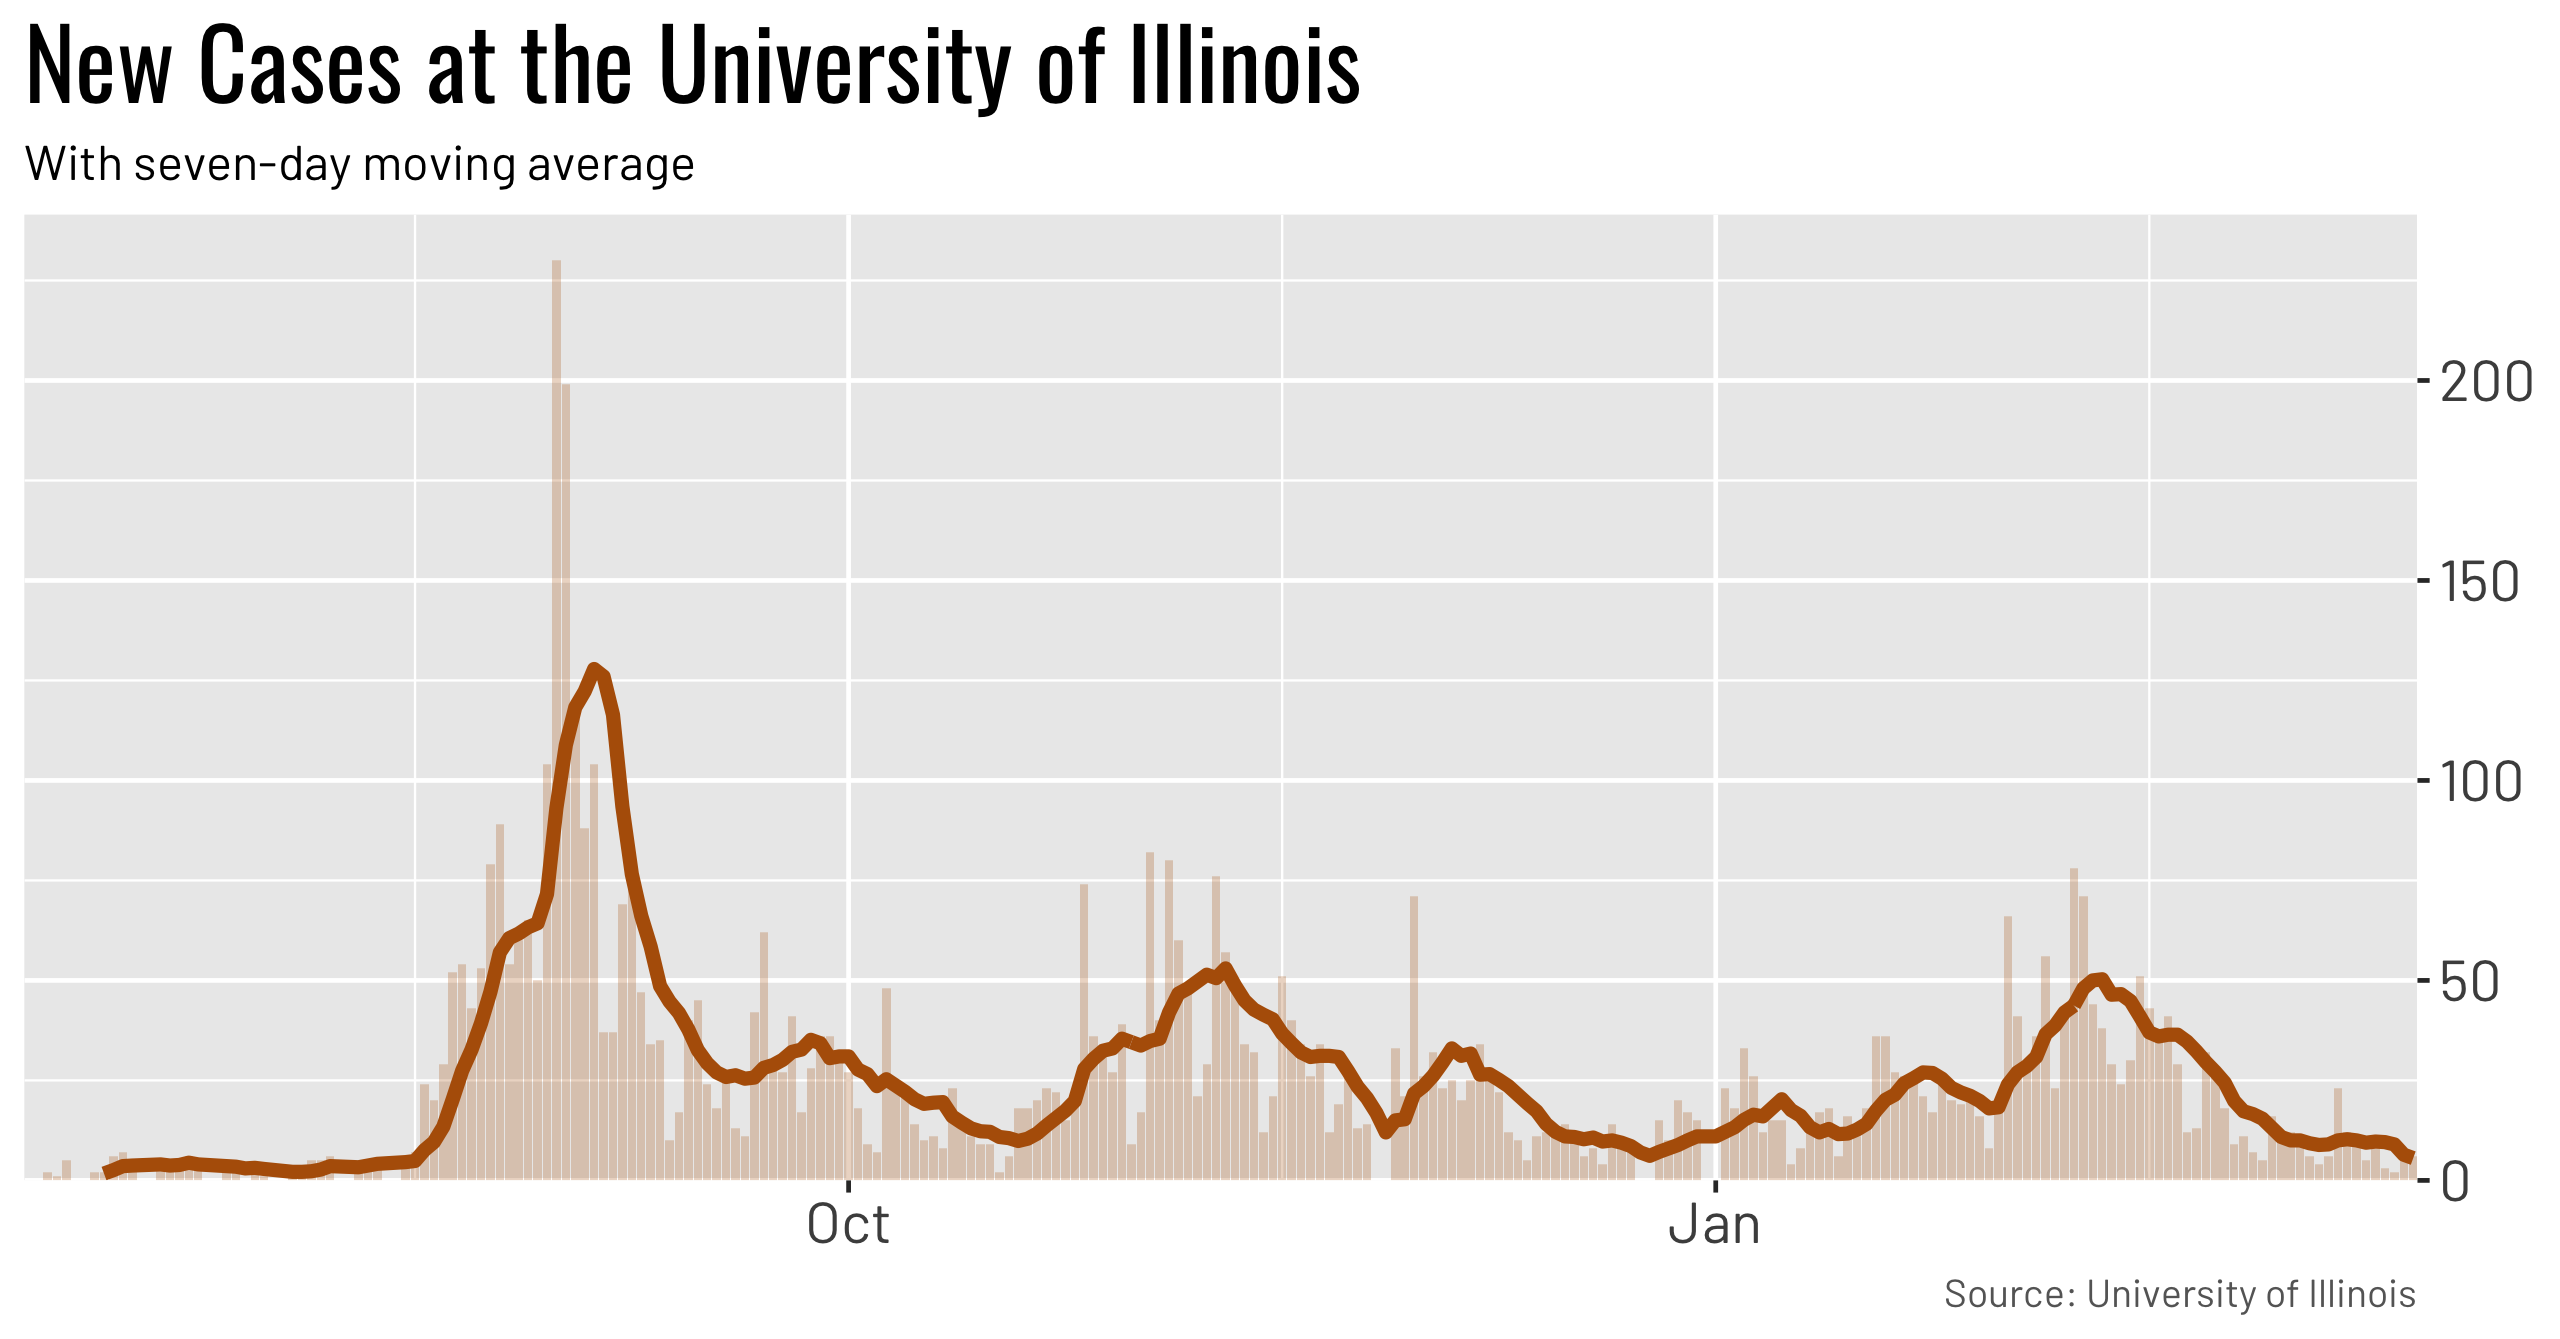 New Cases at the University of Illinois
With seven-day moving average
200
150
100
50
0
Oct
Jan
Source: University of Illinois